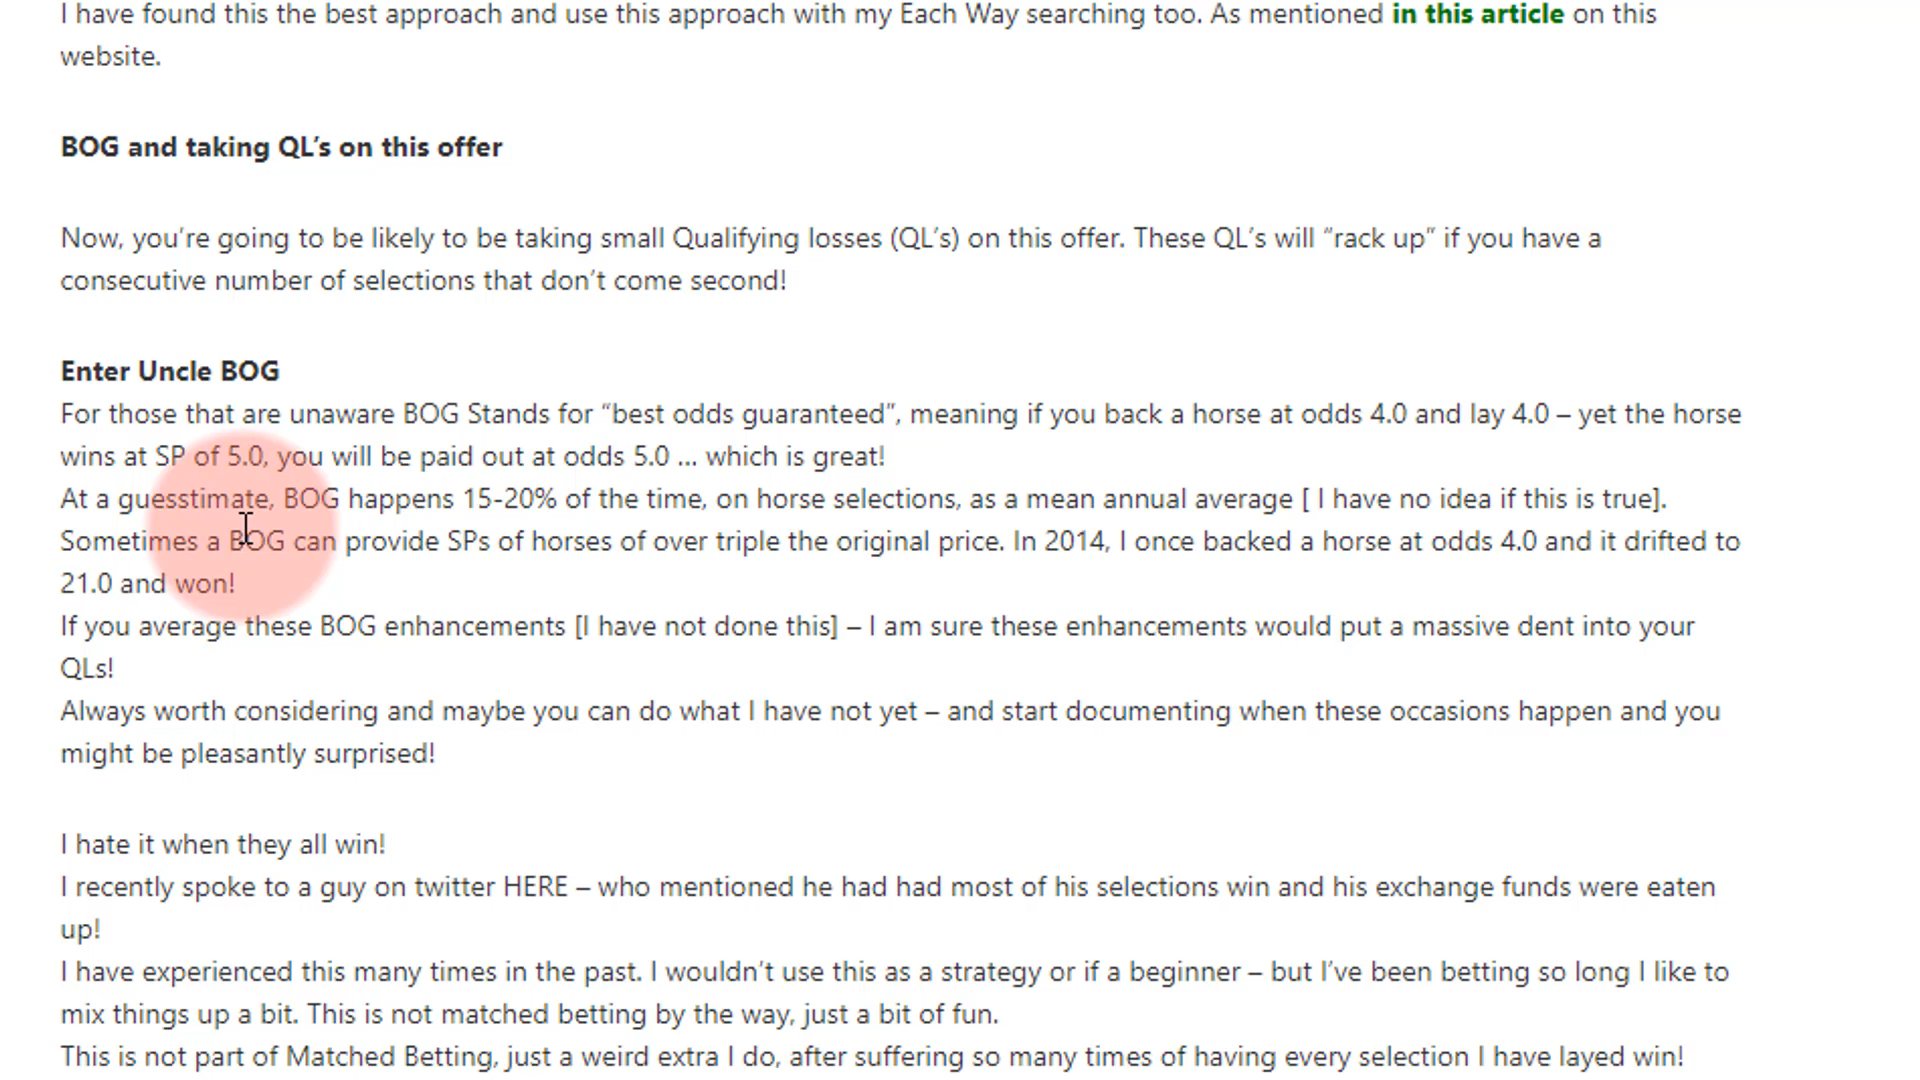 I have found this the best approach and use this approach with my Each Way searching too. As mentioned in this article on this
website.
BOG and taking QL’s on this offer
Now, you’re going to be likely to be taking small Qualifying losses (QL’s) on this offer. These QL’s will “rack up” if you have a
consecutive number of selections that don’t come second!
Enter Uncle BOG
For those that are unaware BOG Stands for “best odds guaranteed”, meaning if you back a horse at odds 4.0 and lay 4.0 – yet the horse
wins at SP of 5.0, you will be paid out at odds 5.0 … which is great!
At a guesstimate, BOG happens 15-20% of the time, on horse selections, as a mean annual average [ I have no idea if this is true].
Sometimes a BOG can provide SPs of horses of over triple the original price. In 2014, I once backed a horse at odds 4.0 and it drifted to
21.0 and won!
If you average these BOG enhancements [I have not done this] – I am sure these enhancements would put a massive dent into your
QLs!
Always worth considering and maybe you can do what I have not yet – and start documenting when these occasions happen and you
might be pleasantly surprised!
I hate it when they all win!
I recently spoke to a guy on twitter HERE – who mentioned he had had most of his selections win and his exchange funds were eaten
up!
I have experienced this many times in the past. I wouldn’t use this as a strategy or if a beginner – but I’ve been betting so long I like to
mix things up a bit. This is not matched betting by the way, just a bit of fun.
This is not part of Matched Betting, just a weird extra I do, after suffering so many times of having every selection I have layed win!